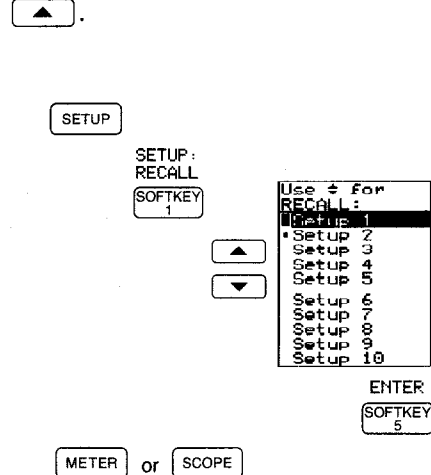 .
SETUP
SETUP:
RECALL
SOFTKEY
1
Use ♦ for
RECALL:
Setup 1
▪Setup 2
Setup 3
Setup 4
Setup 5
Setup 6
Setup 7
Setup 8
Setup 9
Setup 10
ENTER
SOFTKEY
5
METER or SCOPE